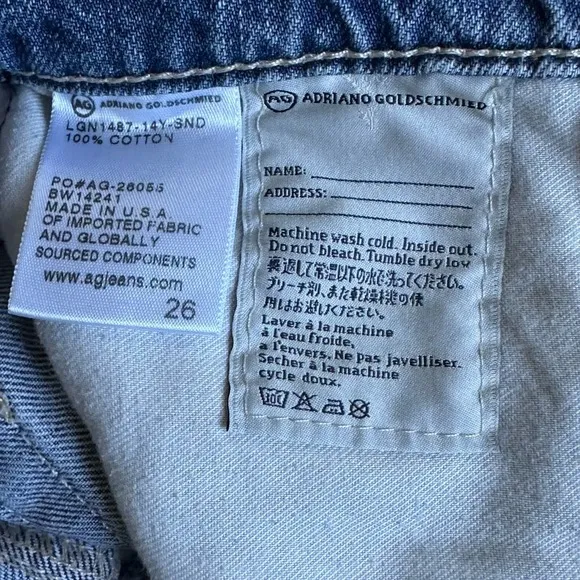 AG ADRIANO GOLDSCHMIED
LGN1487-14Y-SND
100% COTTON
PO#AG-26055
BW14241
MADE IN U.S.A.
OF IMPORTED FABRIC
AND GLOBALLY
SOURCED COMPONENTS
www.agjeans.com
26
AG ADRIANO GOLDSCHMIED
NAME:
ADDRESS:
Machine wash cold. Inside out.
Do not bleach. Tumble dry low
裏返して常温以下の水で洗ってください。
ブリーチ剤、また乾燥機の使
用はお避けください。
Laver à la machine
à l'eau froide,
a l'envers. Ne pas javelliser.
Secher à la machine
cycle doux.
30C